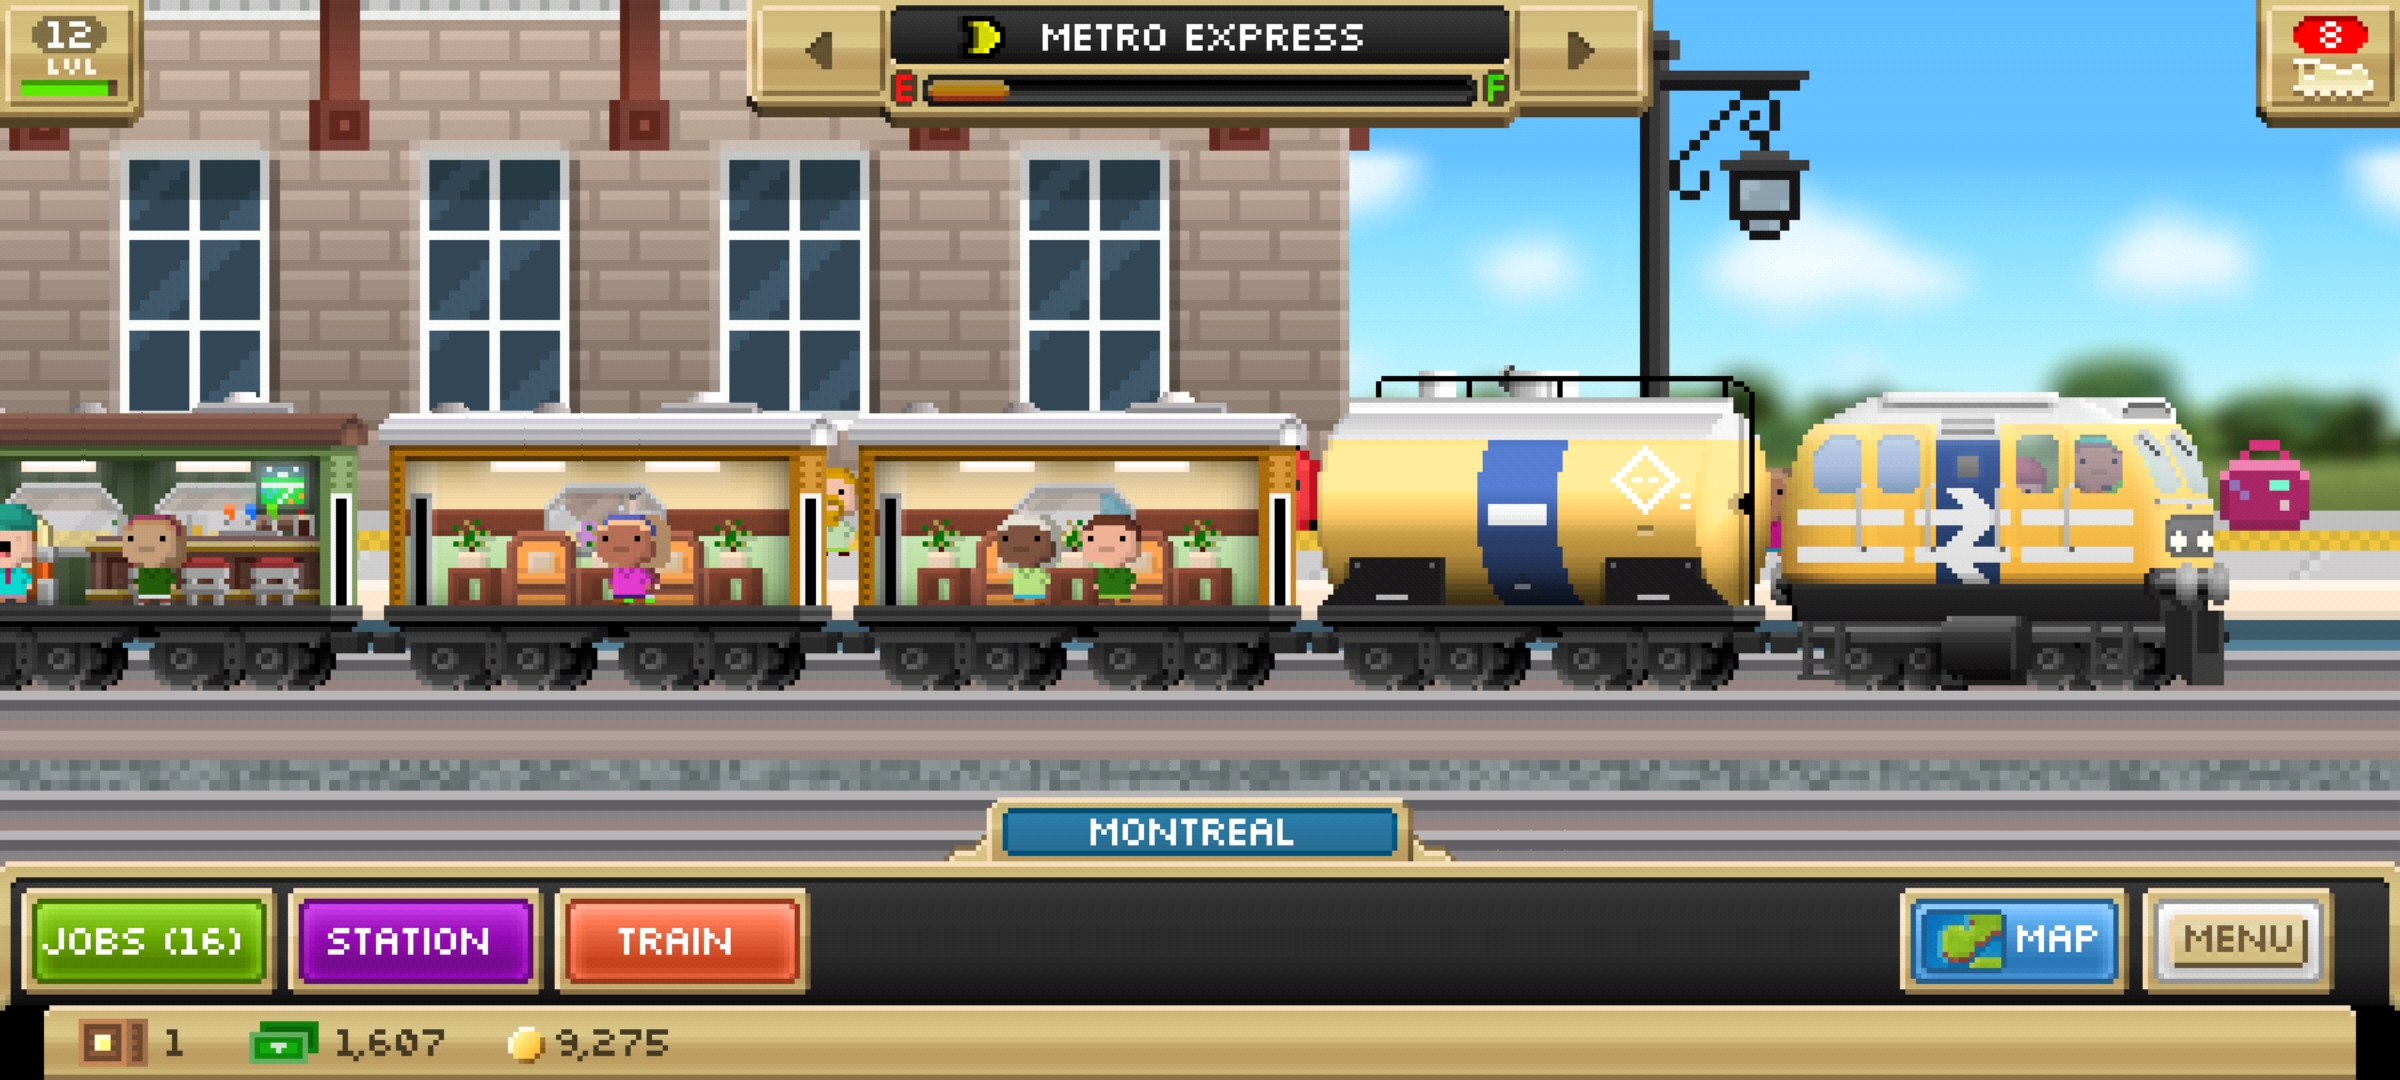 12
LVL
METRO EXPRESS
E F
8
MONTREAL
JOBS (16)
STATION
TRAIN
MAP
MENU
1
1,607
9,275